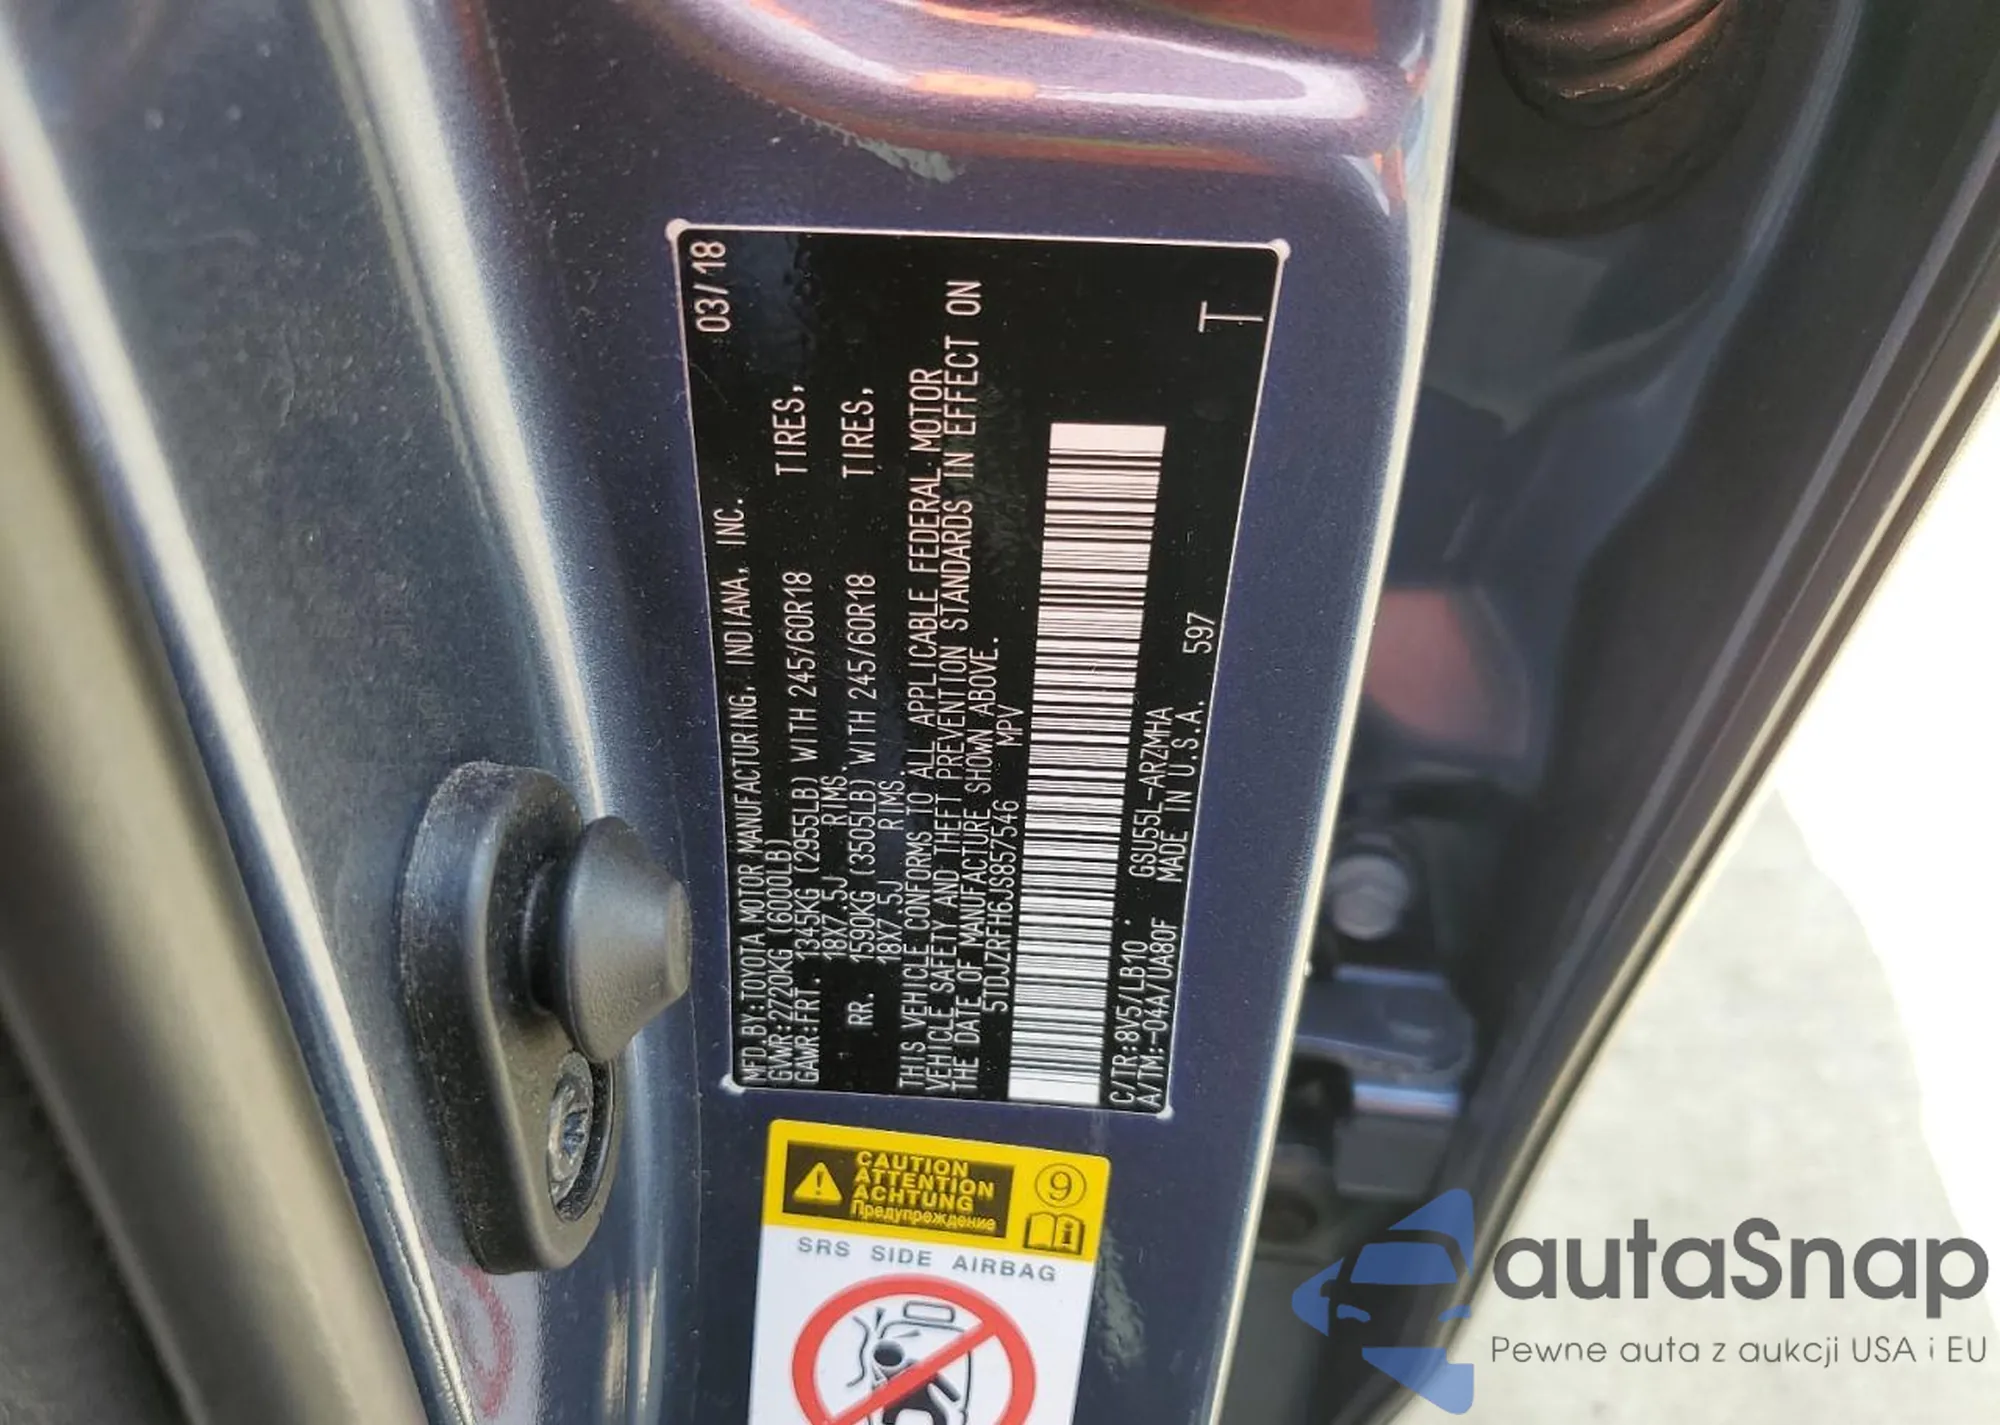 03/18
MFD.BY:TOYOTA MOTOR MANUFACTURING, INDIANA, INC.
GVWR:2720KG (6000LB)
GAWR:FRT. 1345KG (2955LB) WITH 245/60R18 TIRES,
18X7.5J RIMS.
RR. 1590KG (3505LB) WITH 245/60R18 TIRES,
18X7.5J RIMS.
THIS VEHICLE CONFORMS TO ALL APPLICABLE FEDERAL MOTOR
VEHICLE SAFETY AND THEFT PREVENTION STANDARDS IN EFFECT ON
THE DATE OF MANUFACTURE SHOWN ABOVE.
5TDJZRFH6JS857546 MPV
C/TR:8V5/LB10 GSU55L-ARZMHA
A/TM:-04A/UA80F MADE IN U.S.A. 597
T
CAUTION
ATTENTION
ACHTUNG
Предупреждение
9
SRS SIDE AIRBAG
autaSnap
Pewne auta z aukcji USA i EU